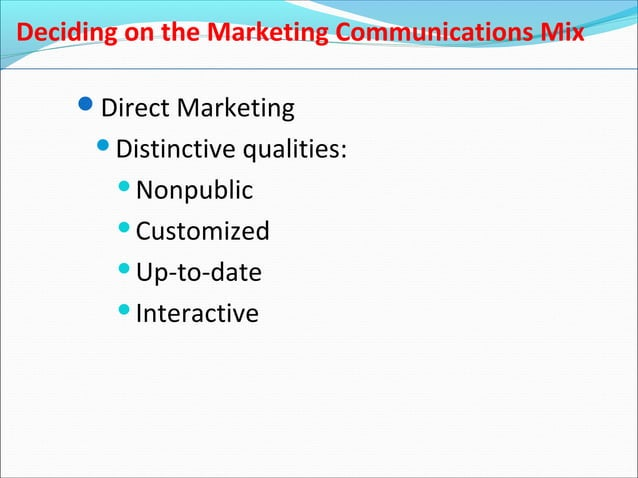 Deciding on the Marketing Communications Mix
Direct Marketing
Distinctive qualities:
Nonpublic
Customized
Up-to-date
Interactive